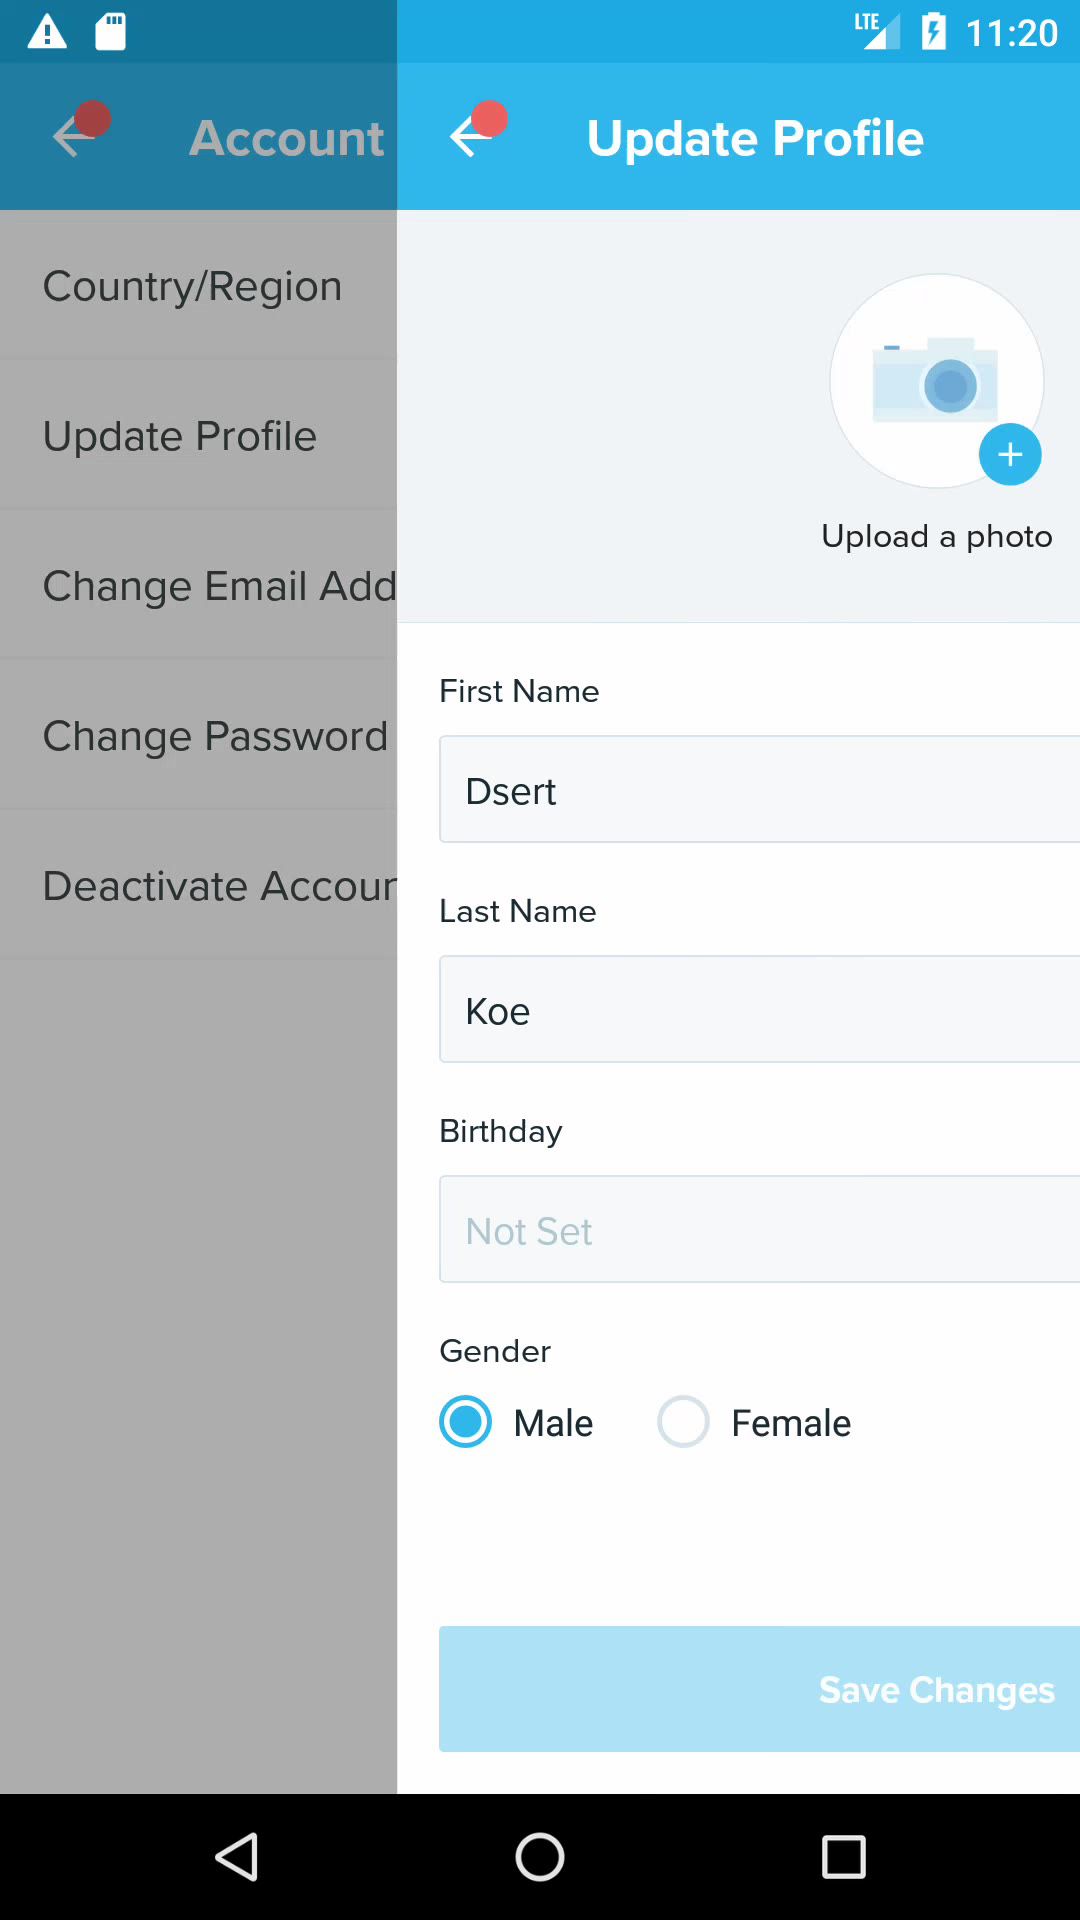 LTE 11:20
Account
Update Profile
Country/Region
Update Profile
Change Email Add
Change Password
Deactivate Accoun
Upload a photo
First Name
Dsert
Last Name
Koe
Birthday
Not Set
Gender
Male Female
Save Changes